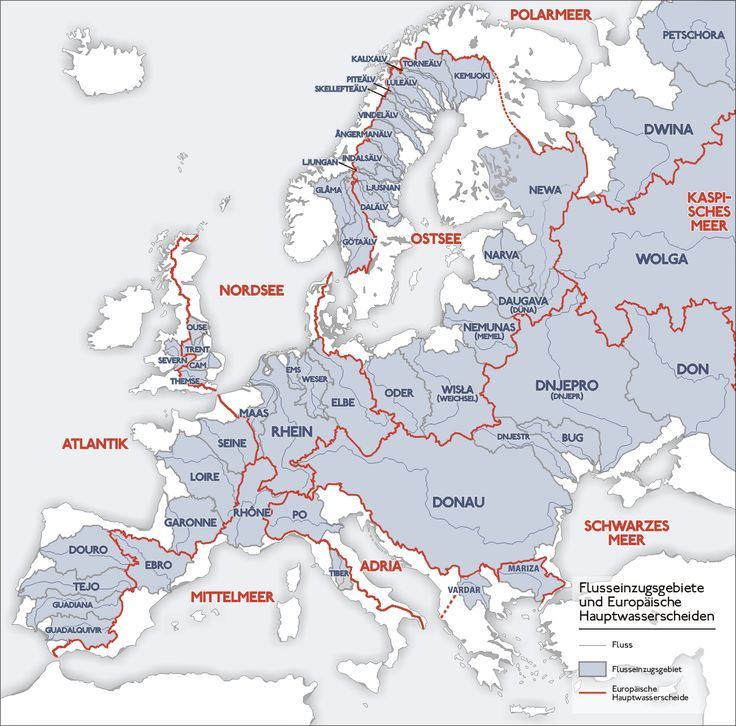 POLARMEER
PETSCHORA
KALIXÄLV
TORNEÄLV
PITEÄLV
LULEÄLV
KEMIJOKI
SKELLEFTEÄLV
VINDELÄLV
DWINA
ÅNGERMANÄLV
LJUNGAN
INDALSÄLV
GLÅMA
LJUSNAN
NEWA
KASPI-
SCHES
MEER
DALÄLV
GÖTAÄLV
OSTSEE
NARVA
WOLGA
NORDSEE
DAUGAVA
(DÜNA)
OUSE
NEMUNAS
(MEMEL)
TRENT
SEVERN
CAM
THEMSE
EMS
WESER
ODER
WISŁA
(WEICHSEL)
DNJEPRO
(DNJEPR)
DON
ELBE
MAAS
RHEIN
ATLANTIK
SEINE
DNJESTR
BUG
LOIRE
DONAU
GARONNE
RHÔNE
PO
SCHWARZES
MEER
DOURO
EBRO
ADRIA
TEJO
TIBER
MARIZA
VARDAR
MITTELMEER
GUADIANA
GUADALQUIVIR
Flusseinzugsgebiete
und Europäische
Hauptwasserscheiden
Fluss
Flusseinzugsgebiet
Europäische
Hauptwasserscheide